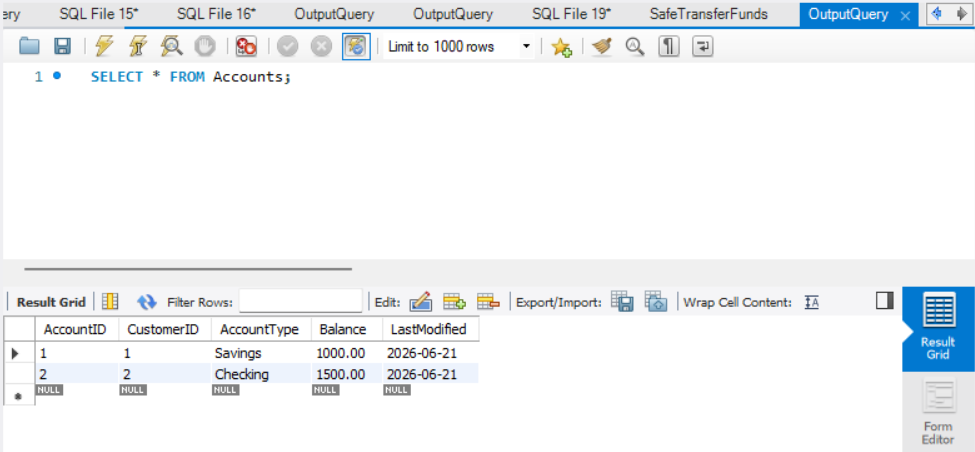 ery SQL File 15* SQL File 16* OutputQuery OutputQuery SQL File 19* SafeTransferFunds OutputQuery
Limit to 1000 rows
1 SELECT * FROM Accounts;
Result Grid Filter Rows: Edit: Export/Import: Wrap Cell Content:
AccountID CustomerID AccountType Balance LastModified
1 1 Savings 1000.00 2026-06-21
2 2 Checking 1500.00 2026-06-21
NULL NULL NULL NULL NULL
Result
Grid
Form
Editor